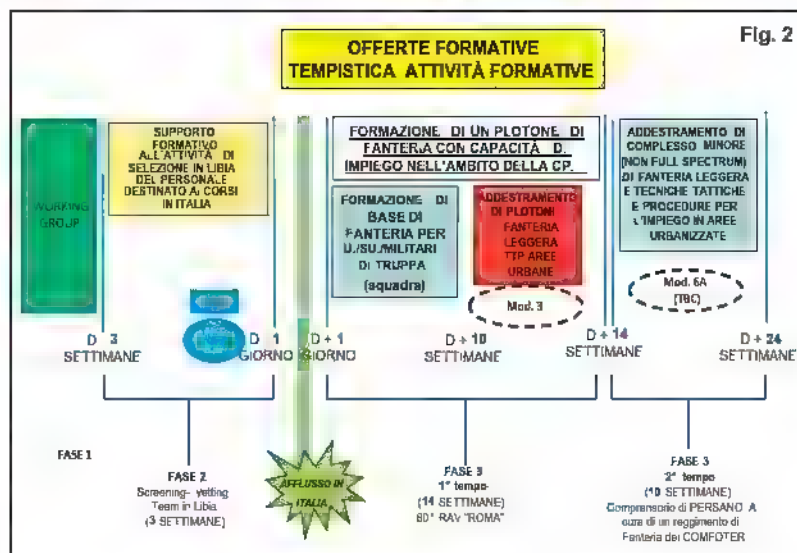 Fig. 2
OFFERTE FORMATIVE
TEMPISTICA ATTIVITÀ FORMATIVE
WORKING
GROUP
SUPPORTO
FORMATIVO
ALL'ATTIVITÀ DI
SELEZIONE IN LIBIA
DEL PERSONALE
DESTINATO AI CORSI
IN ITALIA
FORMAZIONE DI UN PLOTONE DI
FANTERIA CON CAPACITÀ D.
IMPIEGO NELL'AMBITO DELLA CP.
FORMAZIONE DI
BASE DI
FANTERIA PER
U./SU./MILITARI
DI TRUPPA
(squadra)
ADDESTRAMENTO
DI PLOTONI
FANTERIA
LEGGERA
TTP AREE
URBANE
Mod. 3
ADDESTRAMENTO DI
COMPLESSO MINORE
(NON FULL SPECTRUM)
DI FANTERIA LEGGERA
E TECNICHE TATTICHE
E PROCEDURE PER
L'IMPIEGO IN AREE
URBANIZZATE
Mod. 6A
(TBC)
D 3
SETTIMANE
D 1
GIORNO
D + 1
GIORNO
D + 10
SETTIMANE
D + 14
SETTIMANE
D + 24
SETTIMANE
FASE 1
FASE 2
Screening- vetting
Team in Libia
(3 SETTIMANE)
AFFLUSSO IN
ITALIA
FASE 3
1° tempo
(14 SETTIMANE)
80° RAV "ROMA"
FASE 3
2° tempo
(10 SETTIMANE)
Comprensorio di PERSANO A
cura di un reggimento di
Fanteria dei COMFOTER